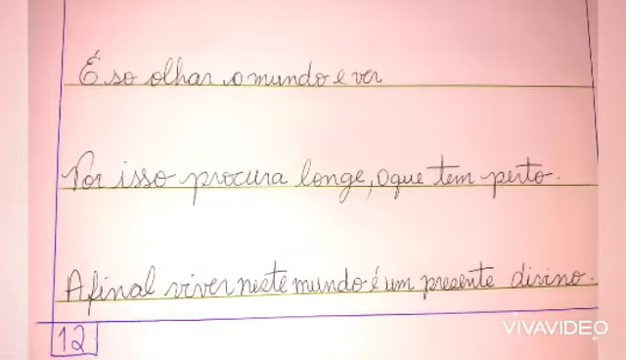 É so olhar o mundo e ver
Por isso procura longe, oque tem perto.
Afinal viver neste mundo é um presente divino.
12
VIVAVIDEO